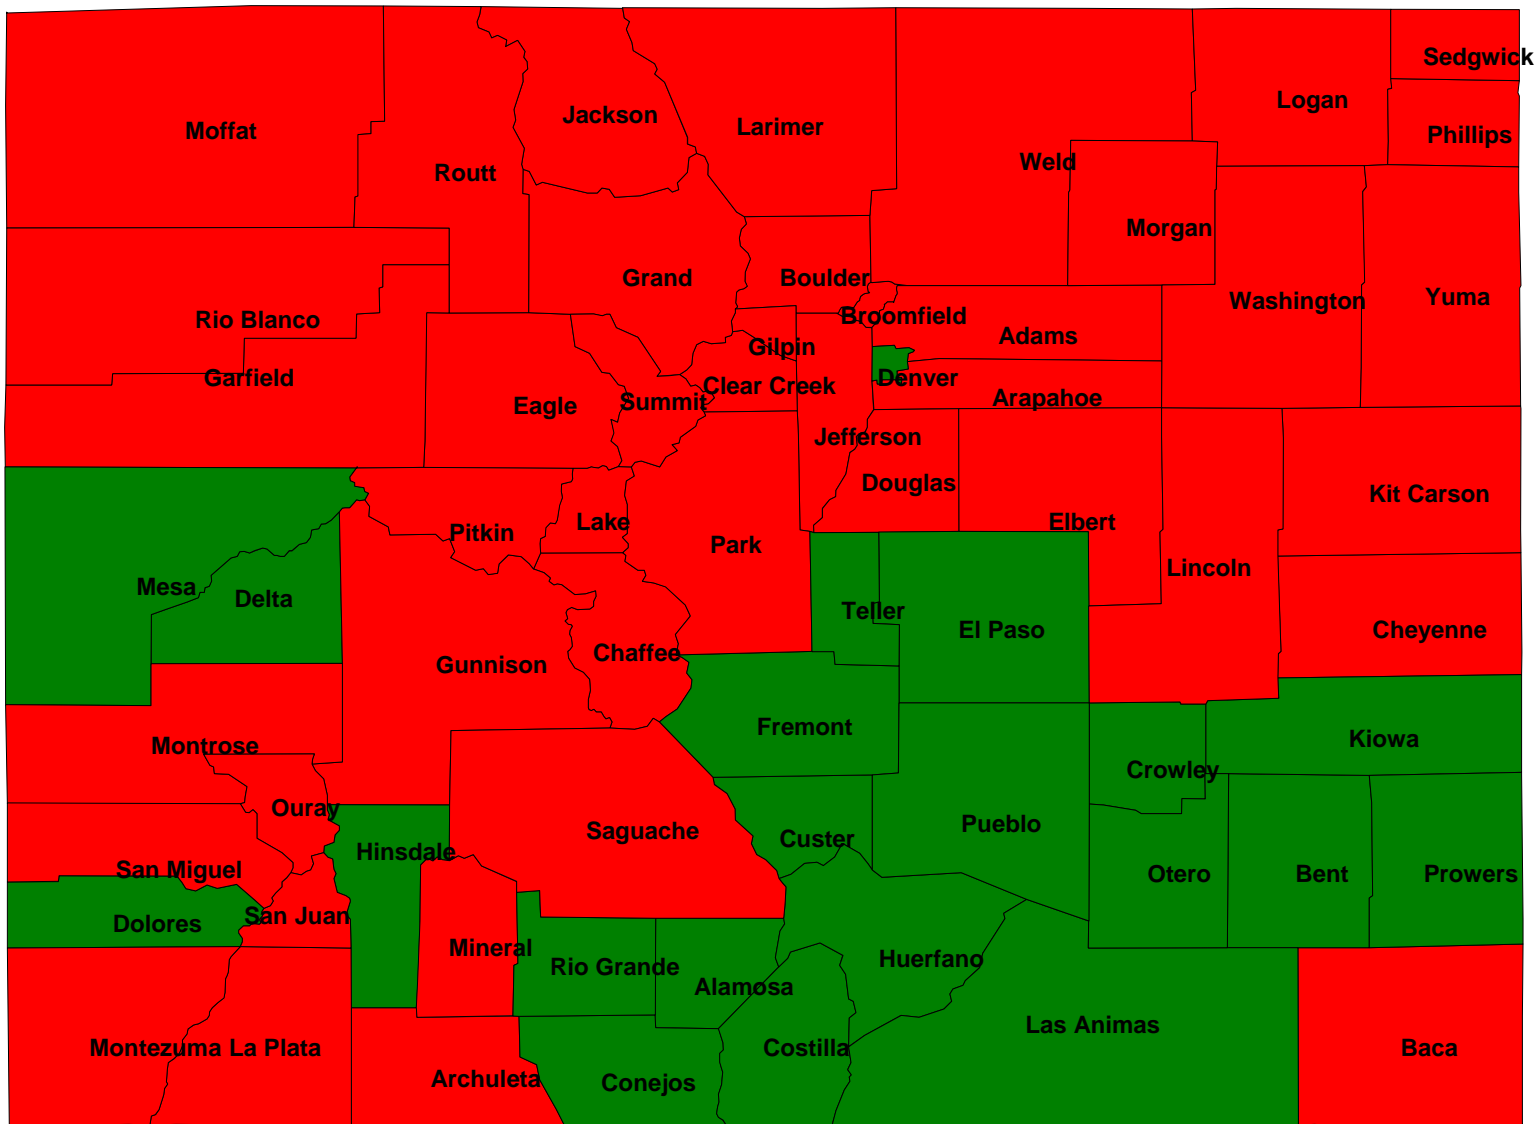 Sedgwick
Logan
Jackson
Larimer
Moffat
Phillips
Weld
Routt
Morgan
Grand
Boulder
Yuma
Washington
Broomfield
Rio Blanco
Adams
Gilpin
Garfield
Denver
Clear Creek
Arapahoe
Summit
Eagle
Jefferson
Douglas
Kit Carson
Lake
Elbert
Pitkin
Park
Lincoln
Mesa
Delta
Teller
El Paso
Cheyenne
Chaffee
Gunnison
Fremont
Kiowa
Montrose
Crowley
Ouray
Pueblo
Saguache
Custer
Hinsdale
San Miguel
Otero
Bent
Prowers
San Juan
Dolores
Mineral
Huerfano
Rio Grande
Alamosa
Las Animas
Montezuma La Plata
Costilla
Baca
Archuleta
Conejos